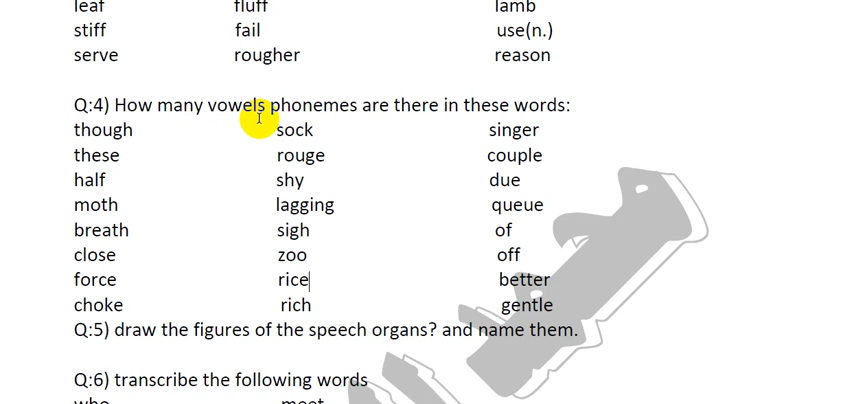 leaf fluff lamb
stiff fail use(n.)
serve rougher reason
Q:4) How many vowels phonemes are there in these words:
though sock singer
these rouge couple
half shy due
moth lagging queue
breath sigh of
close zoo off
force rice better
choke rich gentle
Q:5) draw the figures of the speech organs? and name them.
Q:6) transcribe the following words
who meet